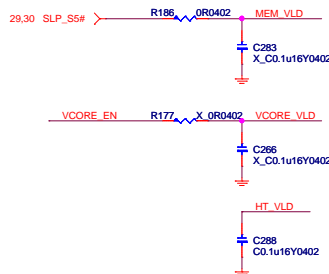 R186 0R0402 MEM_VLD
29,30 SLP_S5#
C283
X_C0.1u16Y0402
VCORE_EN R177 X_0R0402 VCORE_VLD
C266
X_C0.1u16Y0402
HT_VLD
C288
C0.1u16Y0402